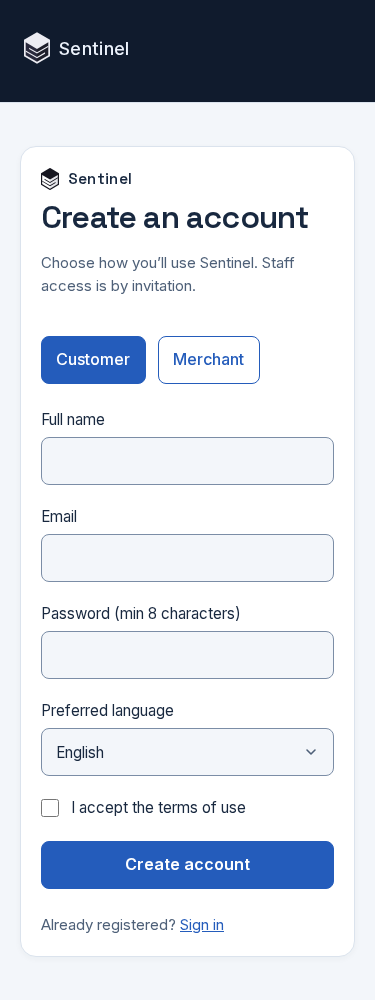 Sentinel
Sentinel
Create an account
Choose how you’ll use Sentinel. Staff
access is by invitation.
Customer
Merchant
Full name
Email
Password (min 8 characters)
Preferred language
English
I accept the terms of use
Create account
Already registered? Sign in